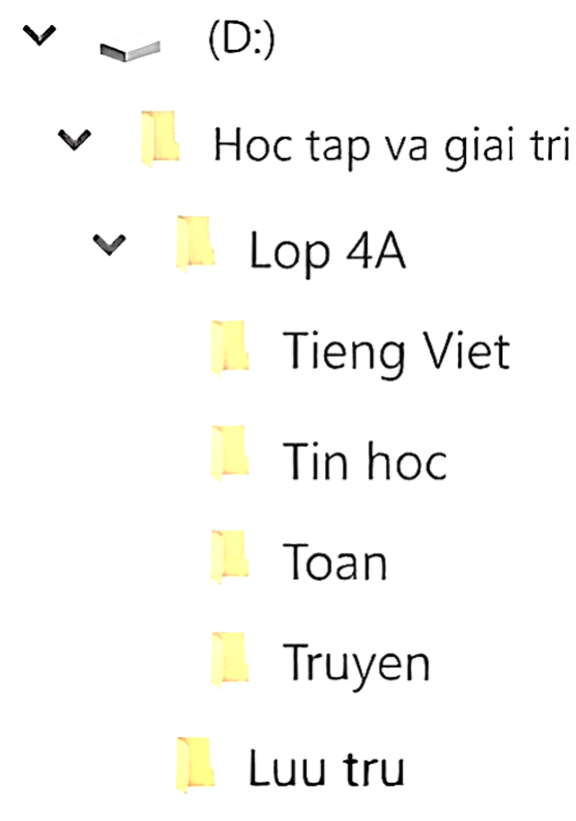 (D:)
Hoc tap va giai tri
Lop 4A
Tieng Viet
Tin hoc
Toan
Truyen
Luu tru